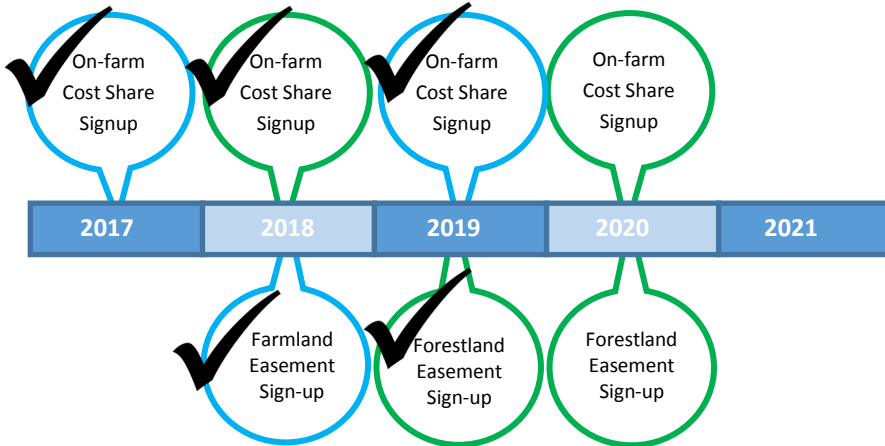 On-farm
Cost Share
Signup
On-farm
Cost Share
Signup
On-farm
Cost Share
Signup
On-farm
Cost Share
Signup
2017
2018
2019
2020
2021
Farmland
Easement
Sign-up
Forestland
Easement
Sign-up
Forestland
Easement
Sign-up